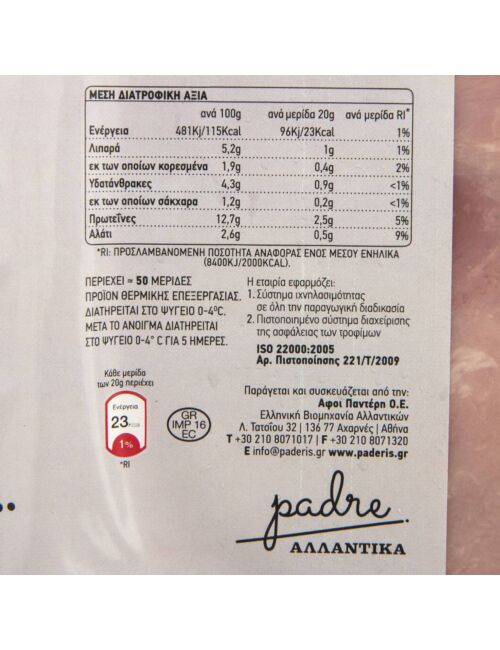 ΜΕΣΗ ΔΙΑΤΡΟΦΙΚΗ ΑΞΙΑ
ανά 100g ανά μερίδα 20g ανά μερίδα RI*
Ενέργεια 481Kj/115Kcal 96Kj/23Kcal 1%
Λιπαρά 5,2g 1g 1%
εκ των οποίων κορεσμένα 1,9g 0,4g 2%
Υδατάνθρακες 4,3g 0,9g <1%
εκ των οποίων σάκχαρα 1,2g 0,2g <1%
Πρωτεΐνες 12,7g 2,5g 5%
Αλάτι 2,6g 0,5g 9%
*RI: ΠΡΟΣΛΑΜΒΑΝΟΜΕΝΗ ΠΟΣΟΤΗΤΑ ΑΝΑΦΟΡΑΣ ΕΝΟΣ ΜΕΣΟΥ ΕΝΗΛΙΚΑ
(8400KJ/2000KCAL).
ΠΕΡΙΕΧΕΙ ≈ 50 ΜΕΡΙΔΕΣ
ΠΡΟΪΟΝ ΘΕΡΜΙΚΗΣ ΕΠΕΞΕΡΓΑΣΙΑΣ.
ΔΙΑΤΗΡΕΙΤΑΙ ΣΤΟ ΨΥΓΕΙΟ 0-4°C.
ΜΕΤΑ ΤΟ ΑΝΟΙΓΜΑ ΔΙΑΤΗΡΕΙΤΑΙ
ΣΤΟ ΨΥΓΕΙΟ 0-4° C ΓΙΑ 5 ΗΜΕΡΕΣ.
Η εταιρία εφαρμόζει:
1. Σύστημα ιχνηλασιμότητας
σε όλη την παραγωγική διαδικασία
2. Πιστοποιημένο σύστημα διαχείρισης
της ασφάλειας των τροφίμων
ISO 22000:2005
Αρ. Πιστοποίησης 221/Τ/2009
Κάθε μερίδα
των 20g περιέχει
Ενέργεια
23 Kcal
1%
*RI
GR
IMP 16
EC
Παράγεται και συσκευάζεται από την:
Αφοι Παντέρη Ο.Ε.
Ελληνική Βιομηχανία Αλλαντικών
Λ. Τατοΐου 32 | 136 77 Αχαρνές | Αθήνα
T +30 210 8071017 | F +30 210 8071320
E info@paderis.gr www.paderis.gr
padre
ΑΛΛΑΝΤΙΚΑ